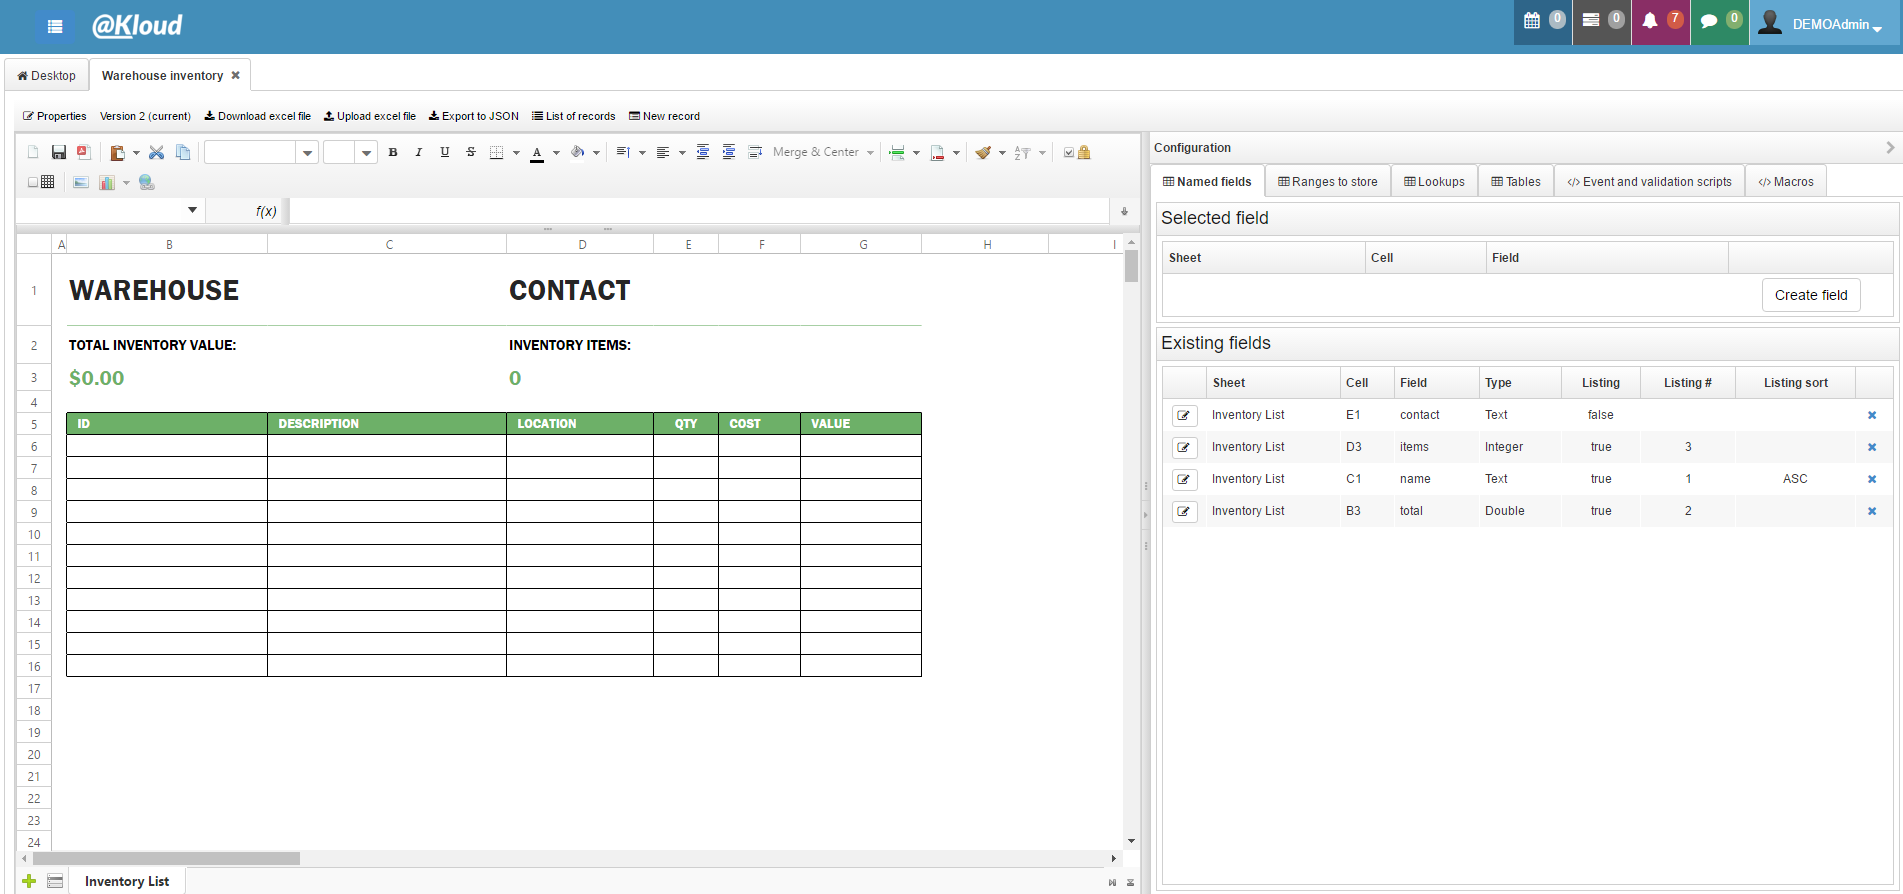 @Kloud
0 0 7 0 DEMOAdmin
Desktop Warehouse inventory
Properties Version 2 (current) Download excel file Upload excel file Export to JSON List of records New record
Configuration
B I U S A Merge & Center
Named fields Ranges to store Lookups Tables Event and validation scripts Macros
f(x)
Selected field
Sheet Cell Field
Create field
A B C D E F G H I
1 WAREHOUSE CONTACT
2 TOTAL INVENTORY VALUE: INVENTORY ITEMS:
3 $0.00 0
4
5 ID DESCRIPTION LOCATION QTY COST VALUE
6
7
8
9
10
11
12
13
14
15
16
17
18
19
20
21
22
23
24
Inventory List
Existing fields
Sheet Cell Field Type Listing Listing # Listing sort
Inventory List E1 contact Text false
Inventory List D3 items Integer true 3
Inventory List C1 name Text true 1 ASC
Inventory List B3 total Double true 2